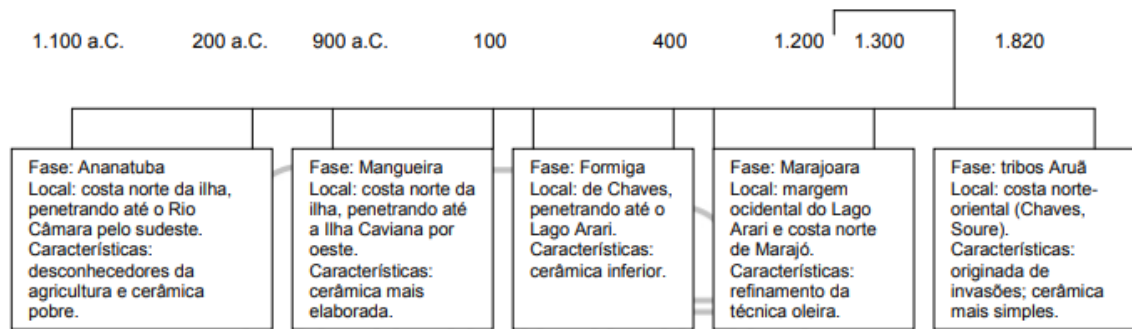 1.100 a.C. 200 a.C. 900 a.C. 100 400 1.200 1.300 1.820
Fase: Ananatuba
Local: costa norte da ilha,
penetrando até o Rio
Câmara pelo sudeste.
Características:
desconhecedores da
agricultura e cerâmica
pobre.
Fase: Mangueira
Local: costa norte da
ilha, penetrando até
a Ilha Caviana por
oeste.
Características:
cerâmica mais
elaborada.
Fase: Formiga
Local: de Chaves,
penetrando até o
Lago Arari.
Características:
cerâmica inferior.
Fase: Marajoara
Local: margem
ocidental do Lago
Arari e costa norte
de Marajó.
Características:
refinamento da
técnica oleira.
Fase: tribos Aruã
Local: costa norte-
oriental (Chaves,
Soure).
Características:
originada de
invasões; cerâmica
mais simples.